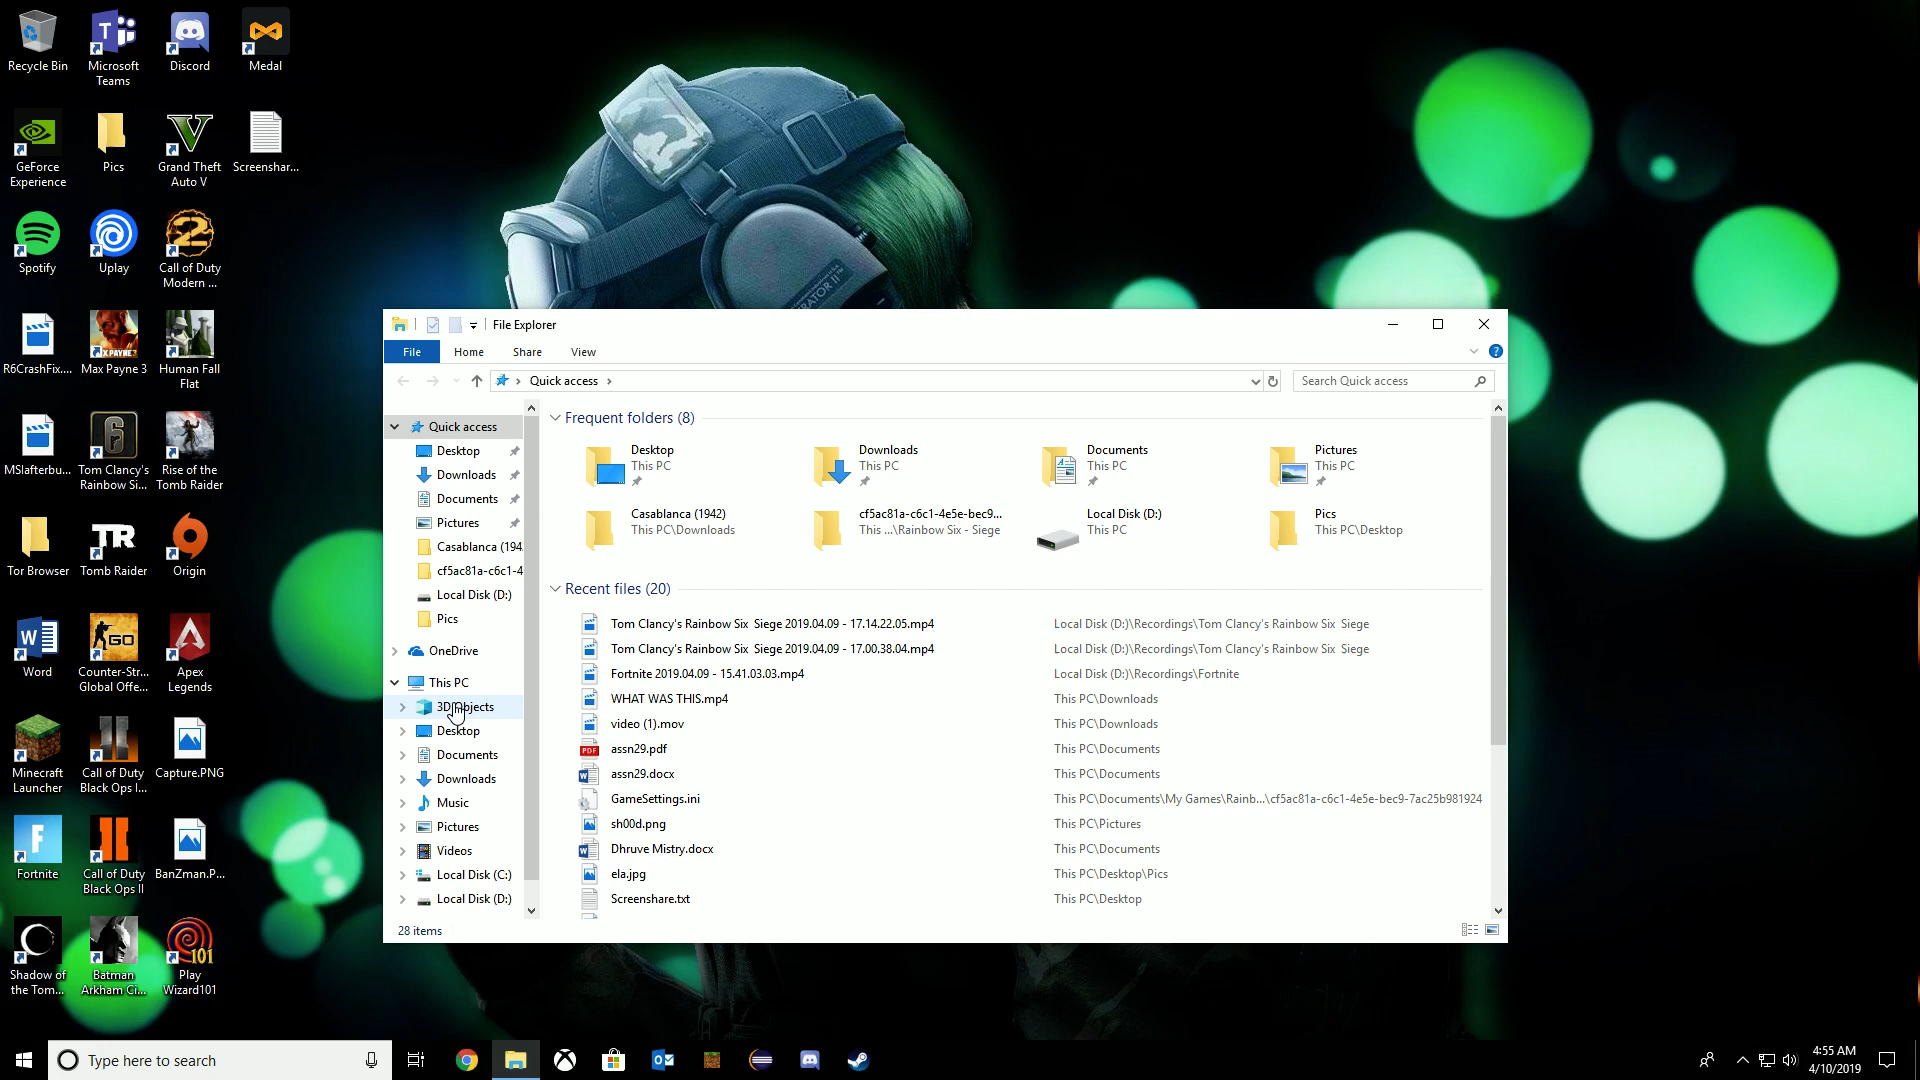 Recycle Bin
Microsoft
Teams
Discord
Medal
GeForce
Experience
Pics
Grand Theft
Auto V
Screenshar...
Spotify
Uplay
Call of Duty
Modern ...
R6CrashFix....
Max Payne 3
Human Fall
Flat
MSIafterbu...
Tom Clancy's
Rainbow Si...
Rise of the
Tomb Raider
Tor Browser
Tomb Raider
Origin
Word
Counter-Str...
Global Offe...
Apex
Legends
Minecraft
Launcher
Call of Duty
Black Ops I...
Capture.PNG
Fortnite
Call of Duty
Black Ops II
BanZman.P...
Shadow of
the Tom...
Batman
Arkham Ci...
Play
Wizard101
File Explorer
File
Home
Share
View
Quick access
Search Quick access
Quick access
Desktop
Downloads
Documents
Pictures
Casablanca (194
cf5ac81a-c6c1-4
Local Disk (D:)
Pics
OneDrive
This PC
3D Objects
Desktop
Documents
Downloads
Music
Pictures
Videos
Local Disk (C:)
Local Disk (D:)
Frequent folders (8)
Desktop
This PC
Downloads
This PC
Documents
This PC
Pictures
This PC
Casablanca (1942)
This PC\Downloads
cf5ac81a-c6c1-4e5e-bec9...
This ...\Rainbow Six - Siege
Local Disk (D:)
This PC
Pics
This PC\Desktop
Recent files (20)
Tom Clancy's Rainbow Six  Siege 2019.04.09 - 17.14.22.05.mp4 Local Disk (D:)\Recordings\Tom Clancy's Rainbow Six  Siege
Tom Clancy's Rainbow Six  Siege 2019.04.09 - 17.00.38.04.mp4 Local Disk (D:)\Recordings\Tom Clancy's Rainbow Six  Siege
Fortnite 2019.04.09 - 15.41.03.03.mp4 Local Disk (D:)\Recordings\Fortnite
WHAT WAS THIS.mp4 This PC\Downloads
video (1).mov This PC\Downloads
assn29.pdf This PC\Documents
assn29.docx This PC\Documents
GameSettings.ini This PC\Documents\My Games\Rainb...\cf5ac81a-c6c1-4e5e-bec9-7ac25b981924
sh00d.png This PC\Pictures
Dhruve Mistry.docx This PC\Documents
ela.jpg This PC\Desktop\Pics
Screenshare.txt This PC\Desktop
28 items
Type here to search
4:55 AM
4/10/2019